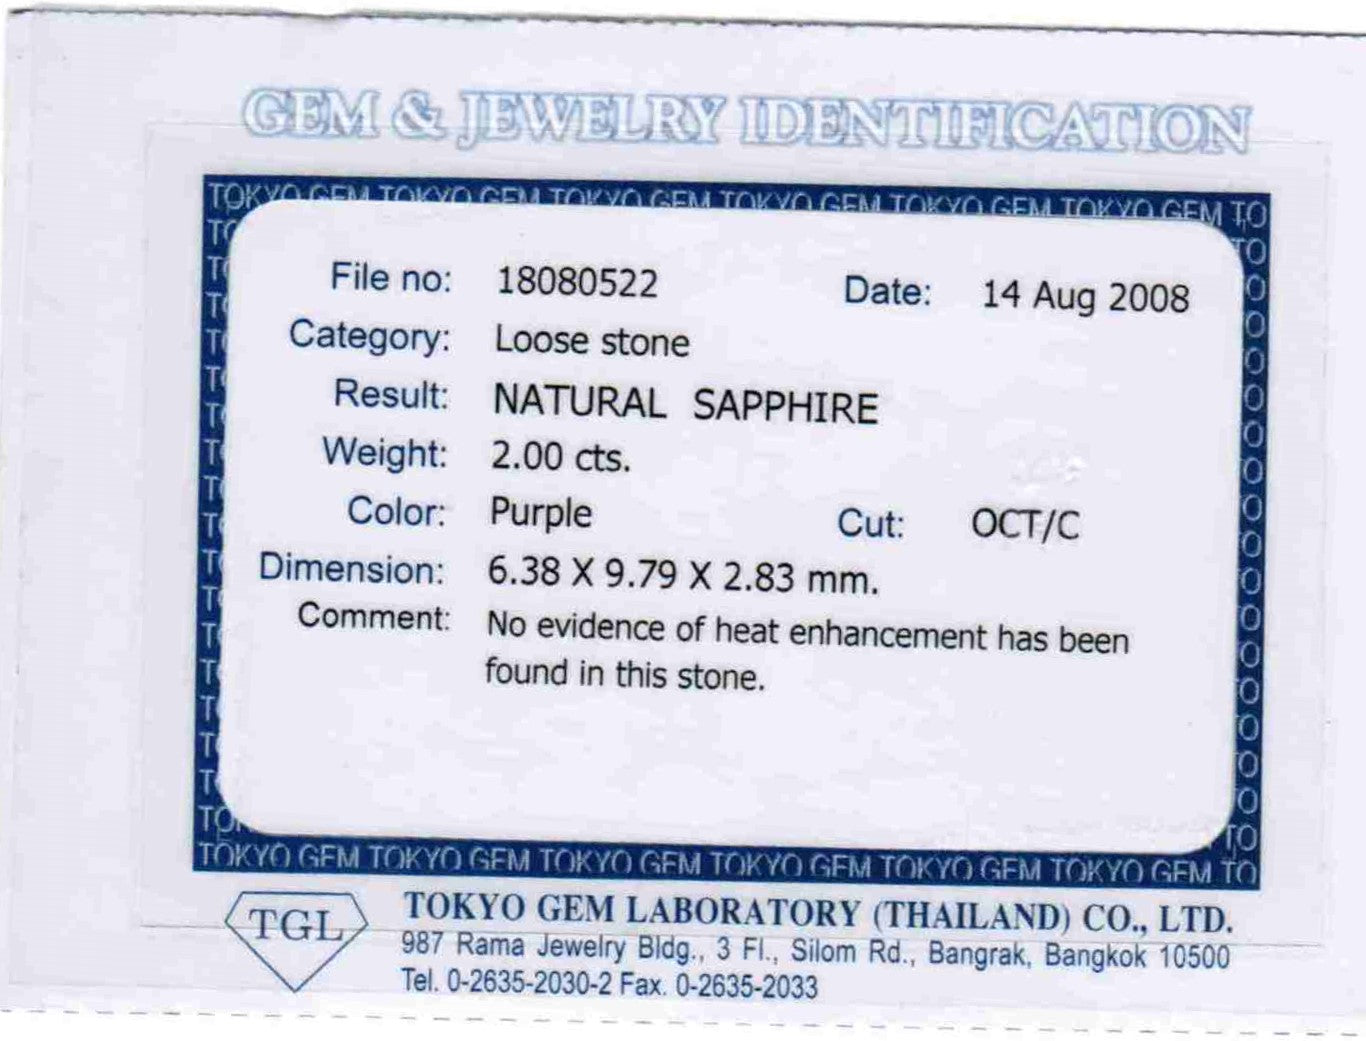 GEM & JEWELRY IDENTIFICATION
TOKYO GEM TOKYO GEM TOKYO GEM TOKYO GEM TOKYO GEM TOKYO GEM TO
File no: 18080522 Date: 14 Aug 2008
Category: Loose stone
Result: NATURAL SAPPHIRE
Weight: 2.00 cts.
Color: Purple Cut: OCT/C
Dimension: 6.38 X 9.79 X 2.83 mm.
Comment: No evidence of heat enhancement has been
found in this stone.
TOKYO GEM TOKYO GEM TOKYO GEM TOKYO GEM TOKYO GEM TOKYO GEM TO
TGL
TOKYO GEM LABORATORY (THAILAND) CO., LTD.
987 Rama Jewelry Bldg., 3 Fl., Silom Rd., Bangrak, Bangkok 10500
Tel. 0-2635-2030-2 Fax. 0-2635-2033